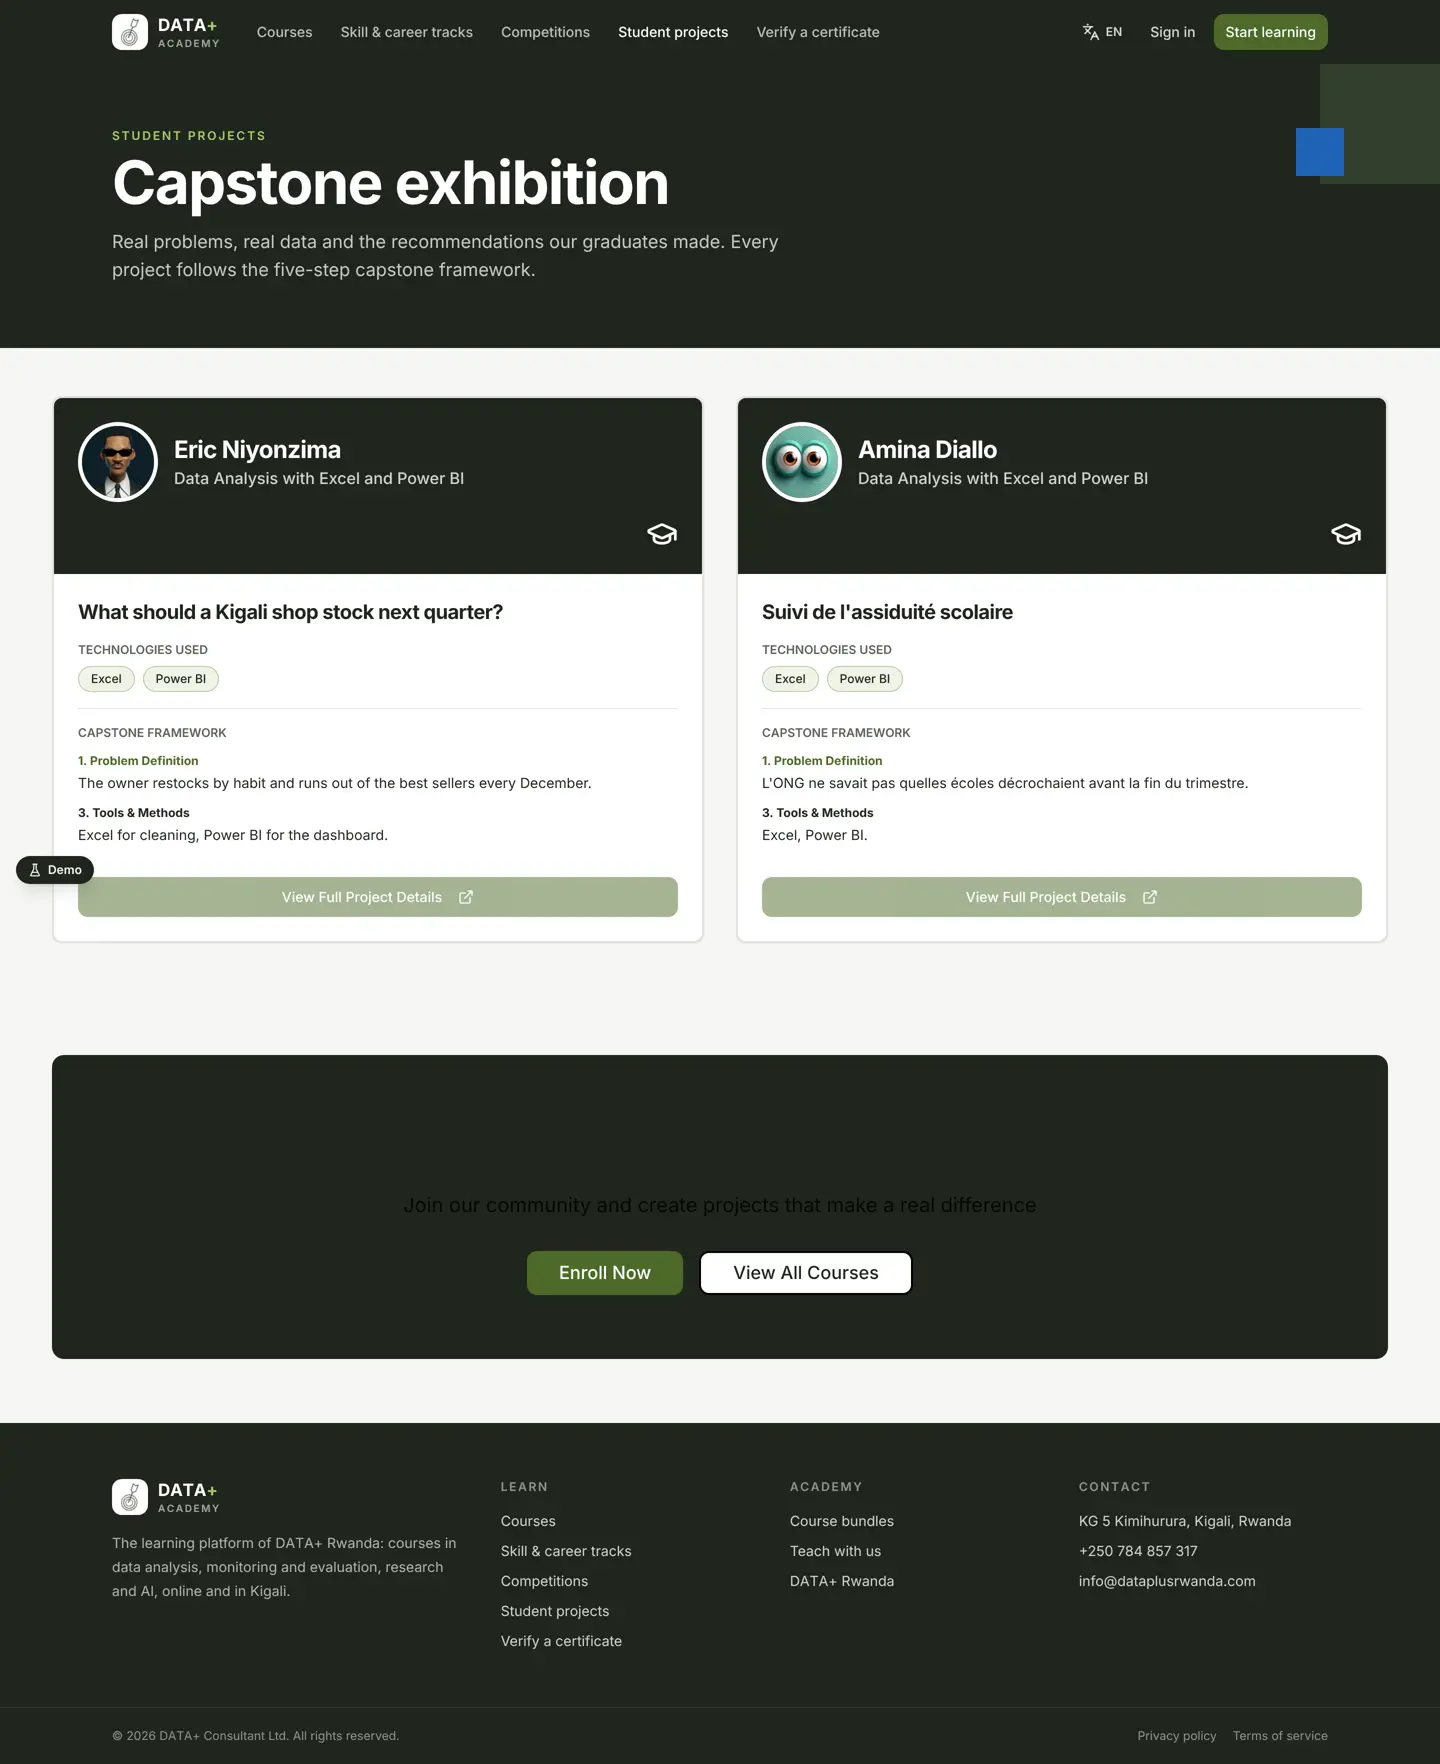 DATA+
ACADEMY
Courses
Skill & career tracks
Competitions
Student projects
Verify a certificate
EN
Sign in
Start learning
STUDENT PROJECTS
Capstone exhibition
Real problems, real data and the recommendations our graduates made. Every
project follows the five-step capstone framework.
Eric Niyonzima
Data Analysis with Excel and Power BI
What should a Kigali shop stock next quarter?
TECHNOLOGIES USED
Excel
Power BI
CAPSTONE FRAMEWORK
1. Problem Definition
The owner restocks by habit and runs out of the best sellers every December.
3. Tools & Methods
Excel for cleaning, Power BI for the dashboard.
Demo
View Full Project Details
Amina Diallo
Data Analysis with Excel and Power BI
Suivi de l'assiduité scolaire
TECHNOLOGIES USED
Excel
Power BI
CAPSTONE FRAMEWORK
1. Problem Definition
L'ONG ne savait pas quelles écoles décrochaient avant la fin du trimestre.
3. Tools & Methods
Excel, Power BI.
View Full Project Details
Join our community and create projects that make a real difference
Enroll Now
View All Courses
DATA+
ACADEMY
The learning platform of DATA+ Rwanda: courses in
data analysis, monitoring and evaluation, research
and AI, online and in Kigali.
LEARN
Courses
Skill & career tracks
Competitions
Student projects
Verify a certificate
ACADEMY
Course bundles
Teach with us
DATA+ Rwanda
CONTACT
KG 5 Kimihurura, Kigali, Rwanda
+250 784 857 317
info@dataplusrwanda.com
© 2026 DATA+ Consultant Ltd. All rights reserved.
Privacy policy
Terms of service